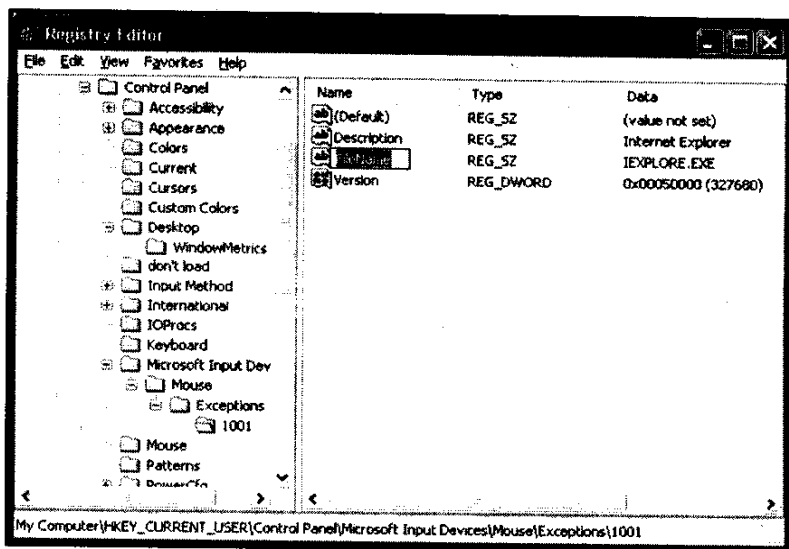 Registry Editor
File Edit View Favorites Help
Control Panel
Accessibility
Appearance
Colors
Current
Cursors
Custom Colors
Desktop
WindowMetrics
don't load
Input Method
International
IOProcs
Keyboard
Microsoft Input Dev
Mouse
Exceptions
1001
Mouse
Patterns
PowerCfg
Name Type Data
(Default) REG_SZ (value not set)
Description REG_SZ Internet Explorer
REG_SZ IEXPLORE.EXE
Version REG_DWORD 0x00050000 (327680)
My Computer\HKEY_CURRENT_USER\Control Panel\Microsoft Input Devices\Mouse\Exceptions\1001